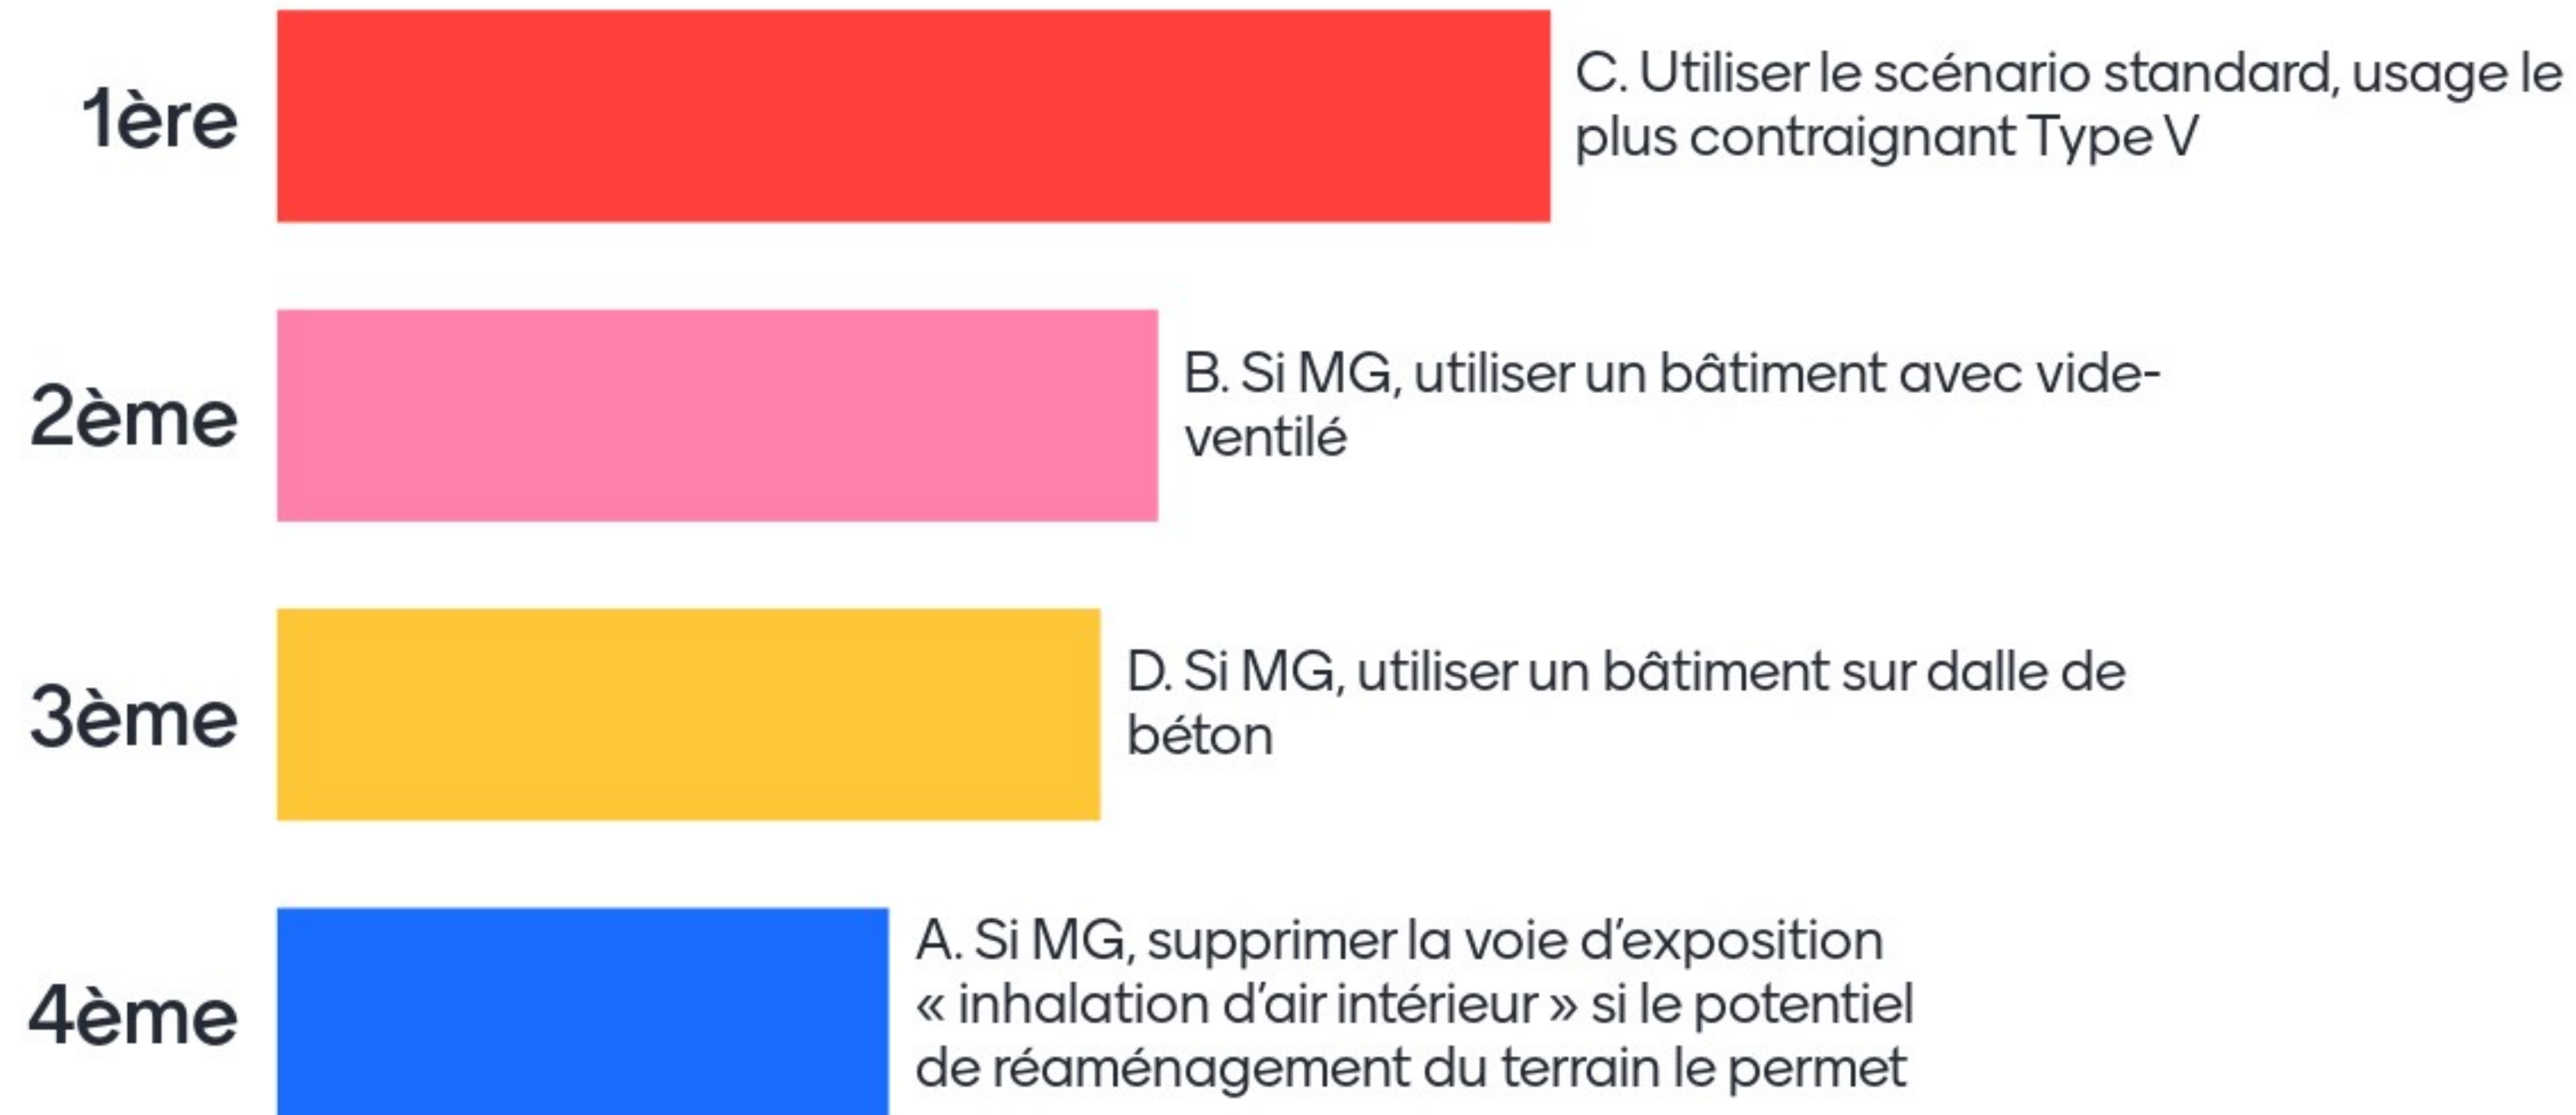 1ère
C. Utiliser le scénario standard, usage le
plus contraignant Type V
2ème
B. Si MG, utiliser un bâtiment avec vide-
ventilé
3ème
D. Si MG, utiliser un bâtiment sur dalle de
béton
4ème
A. Si MG, supprimer la voie d'exposition
« inhalation d'air intérieur » si le potentiel
de réaménagement du terrain le permet